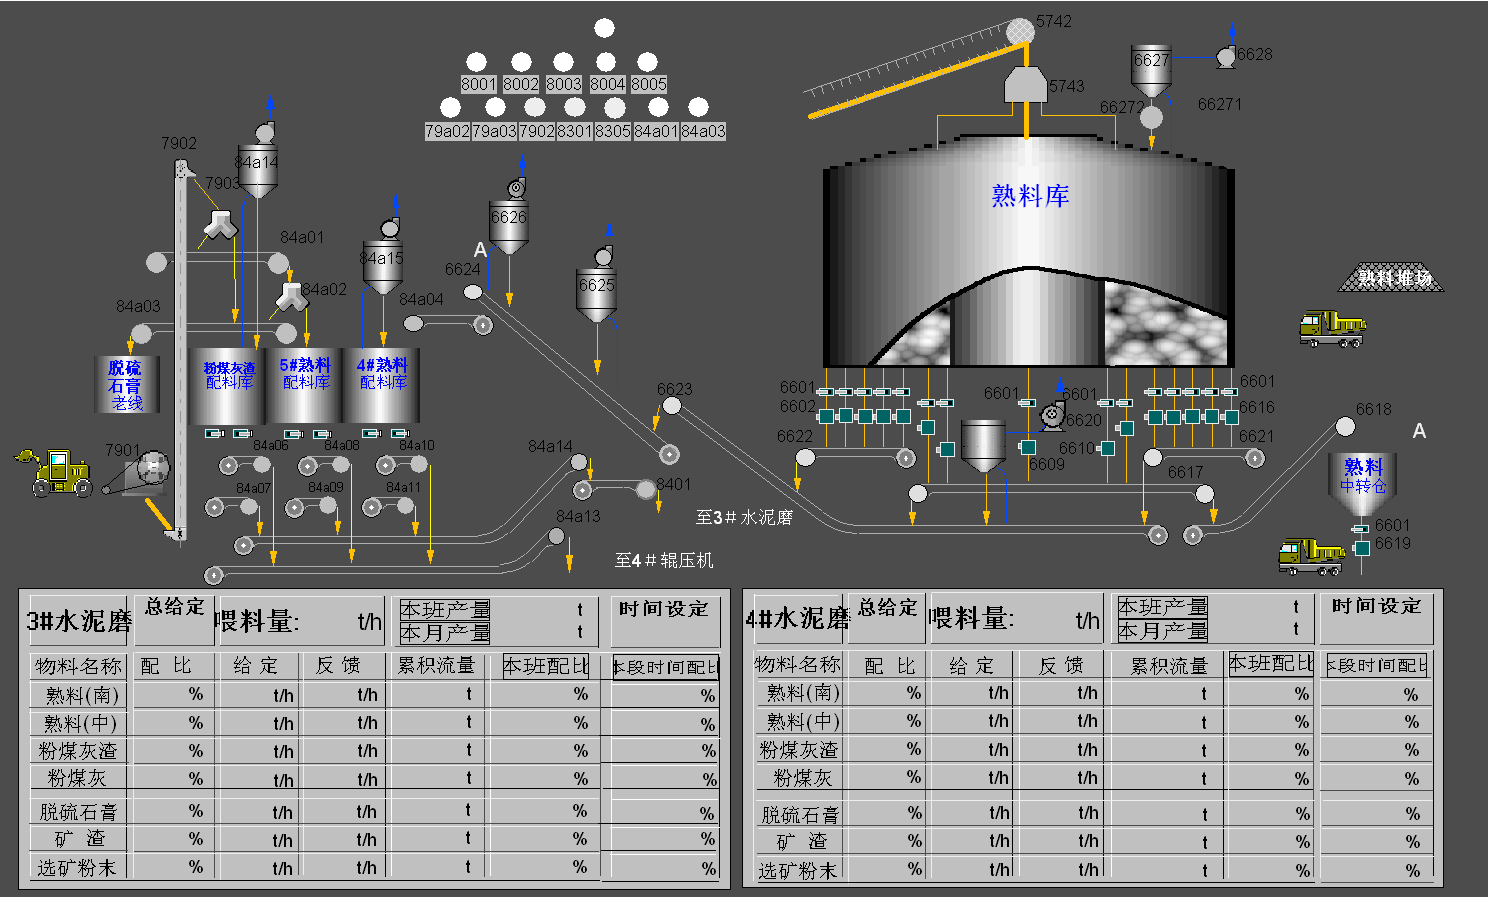 5742
6628
6627
5743
66272
66271
8001 8002 8003 8004 8005
79a02 79a03 7902 8301 8305 84a01 84a03
7902
84a14
7903
熟料库
6626
84a01
A
84a15
6624
6625
84a02
84a03
84a04
熟料堆场
脱硫
石膏
老线
粉煤灰渣
配料库
5#熟料
配料库
4#熟料
配料库
6623
6601
6602
6601
6601
6601
6620
6616
6618
A
84a06
84a08
84a10
84a14
6622
6609
6610
6621
7901
熟料
中转仓
6617
84a07
84a09
84a11
8401
84a13
至3#水泥磨
至4#辊压机
6601
6619
3#水泥磨 总给定 喂料量: t/h 本班产量 t 时间设定
本月产量 t
物料名称 配 比 给 定 反 馈 累积流量 本班配比 本段时间配比
熟料(南) % t/h t/h t % %
熟料(中) % t/h t/h t % %
粉煤灰渣 % t/h t/h t % %
粉煤灰 % t/h t/h t % %
脱硫石膏 % t/h t/h t % %
矿 渣 % t/h t/h t % %
选矿粉末 % t/h t/h t % %
4#水泥磨 总给定 喂料量: t/h 本班产量 t 时间设定
本月产量 t
物料名称 配 比 给 定 反 馈 累积流量 本班配比 本段时间配比
熟料(南) % t/h t/h t % %
熟料(中) % t/h t/h t % %
粉煤灰渣 % t/h t/h t % %
粉煤灰 % t/h t/h t % %
脱硫石膏 % t/h t/h t % %
矿 渣 % t/h t/h t % %
选矿粉末 % t/h t/h t % %